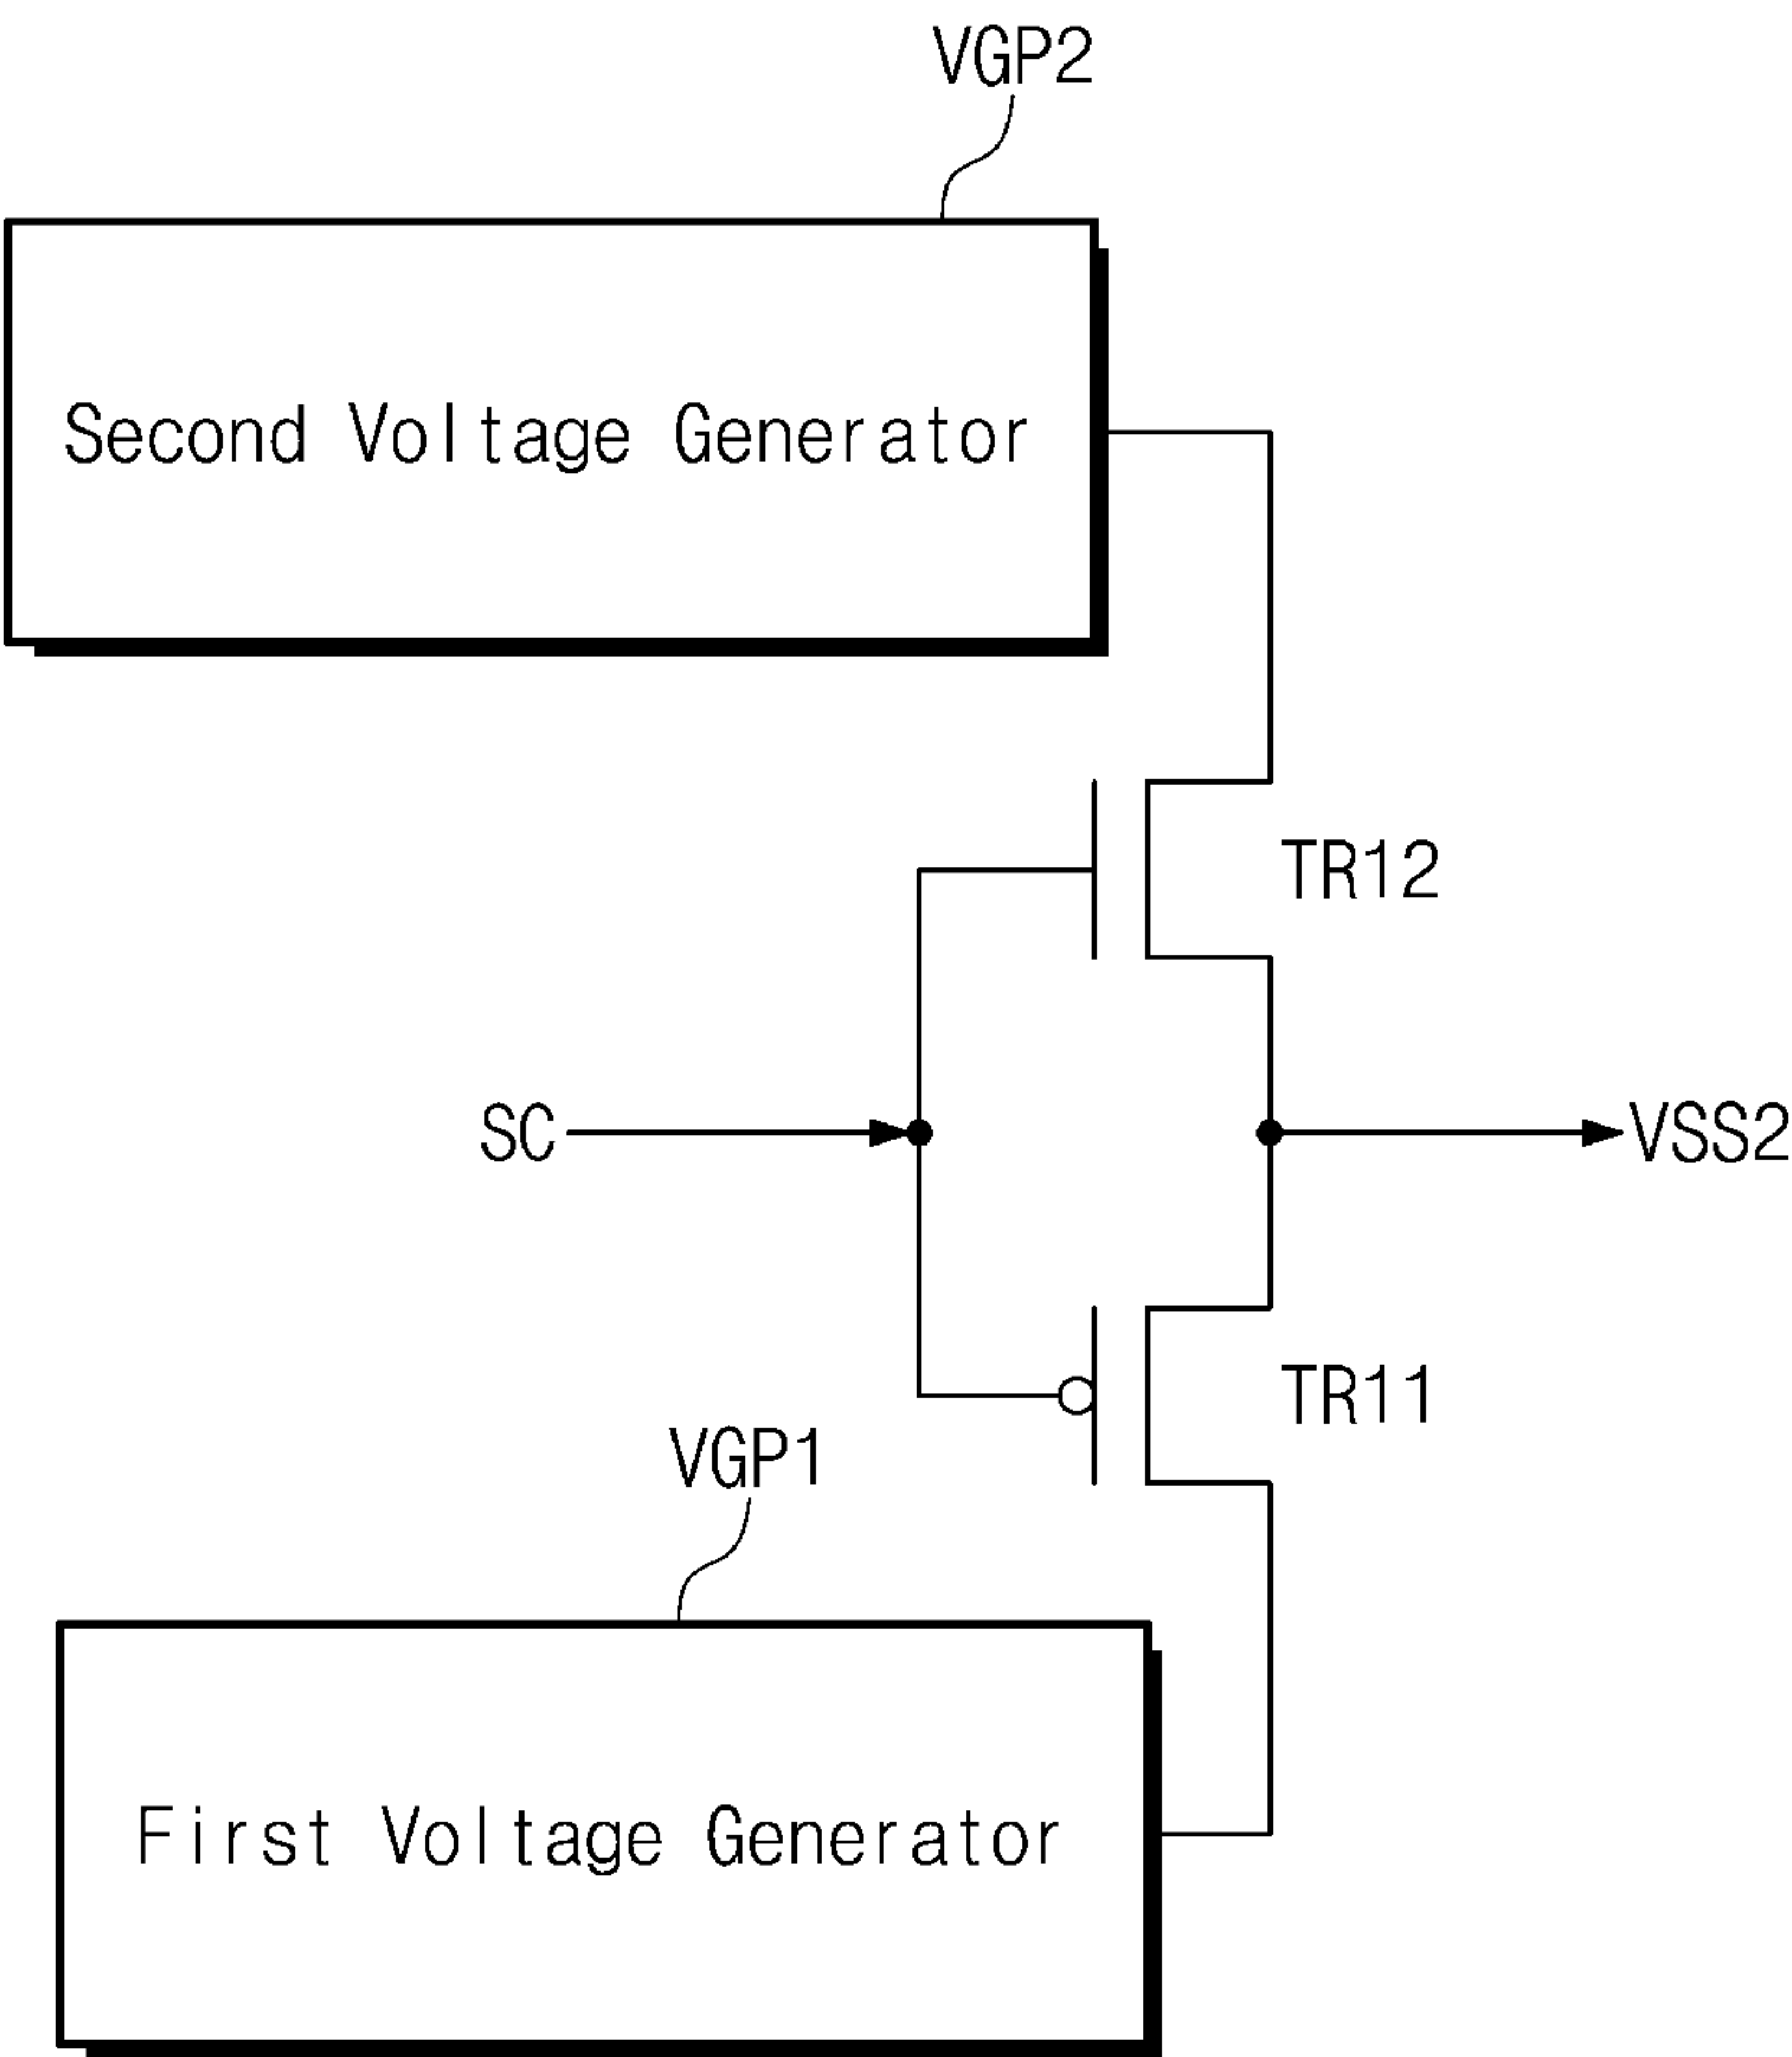 VGP2
Second Voltage Generator
TR12
SC
VSS2
TR11
VGP1
First Voltage Generator